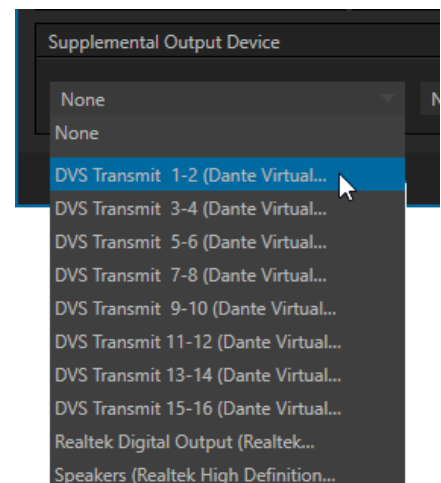 Supplemental Output Device
None
None
DVS Transmit 1-2 (Dante Virtual...
DVS Transmit 3-4 (Dante Virtual...
DVS Transmit 5-6 (Dante Virtual...
DVS Transmit 7-8 (Dante Virtual...
DVS Transmit 9-10 (Dante Virtual...
DVS Transmit 11-12 (Dante Virtual...
DVS Transmit 13-14 (Dante Virtual...
DVS Transmit 15-16 (Dante Virtual...
Realtek Digital Output (Realtek...
Speakers (Realtek High Definition...